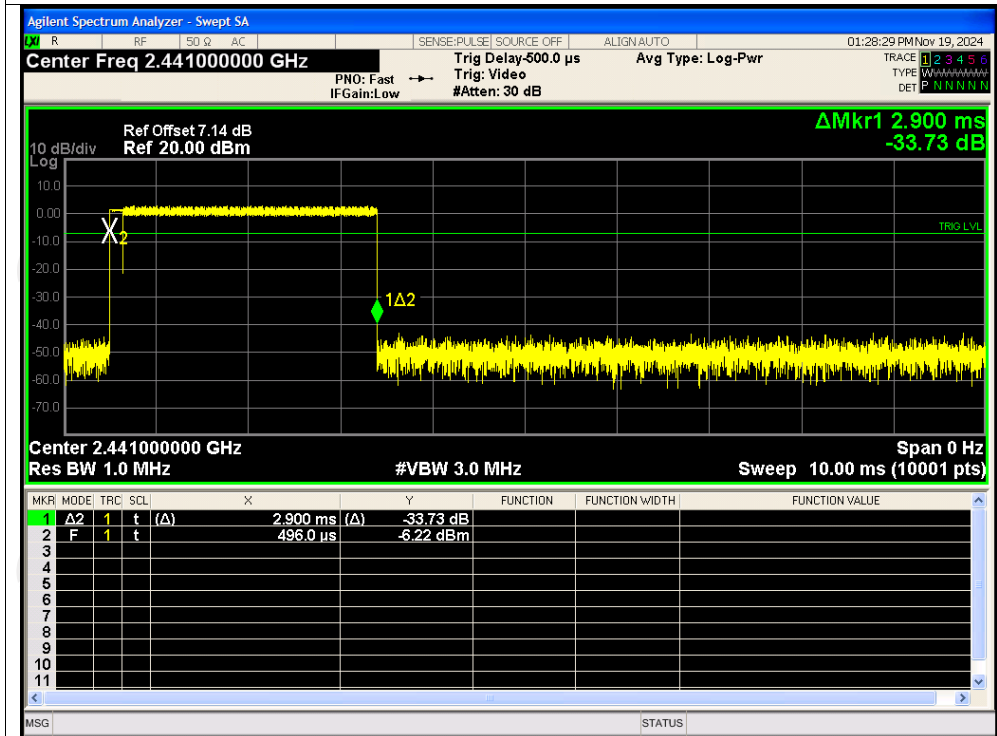 Agilent Spectrum Analyzer - Swept SA
LXI R RF 50 Ω AC SENSE:PULSE SOURCE OFF ALIGNAUTO 01:28:29 PMNov 19, 2024
Center Freq 2.441000000 GHz
PNO: Fast
IFGain:Low
Trig Delay-500.0 µs
Trig: Video
#Atten: 30 dB
Avg Type: Log-Pwr
TRACE 1 2 3 4 5 6
TYPE WWWWWW
DET P N N N N N
ΔMkr1 2.900 ms
-33.73 dB
Ref Offset 7.14 dB
10 dB/div Ref 20.00 dBm
Log
10.0
0.00
-10.0
-20.0
-30.0
-40.0
-50.0
-60.0
-70.0
X2
TRIG LVL
1Δ2
Center 2.441000000 GHz Span 0 Hz
Res BW 1.0 MHz #VBW 3.0 MHz Sweep 10.00 ms (10001 pts)
MKR MODE TRC SCL X Y FUNCTION FUNCTION WIDTH FUNCTION VALUE
1 Δ2 1 t (Δ) 2.900 ms (Δ) -33.73 dB
2 F 1 t 496.0 µs -6.22 dBm
3
4
5
6
7
8
9
10
11
MSG STATUS